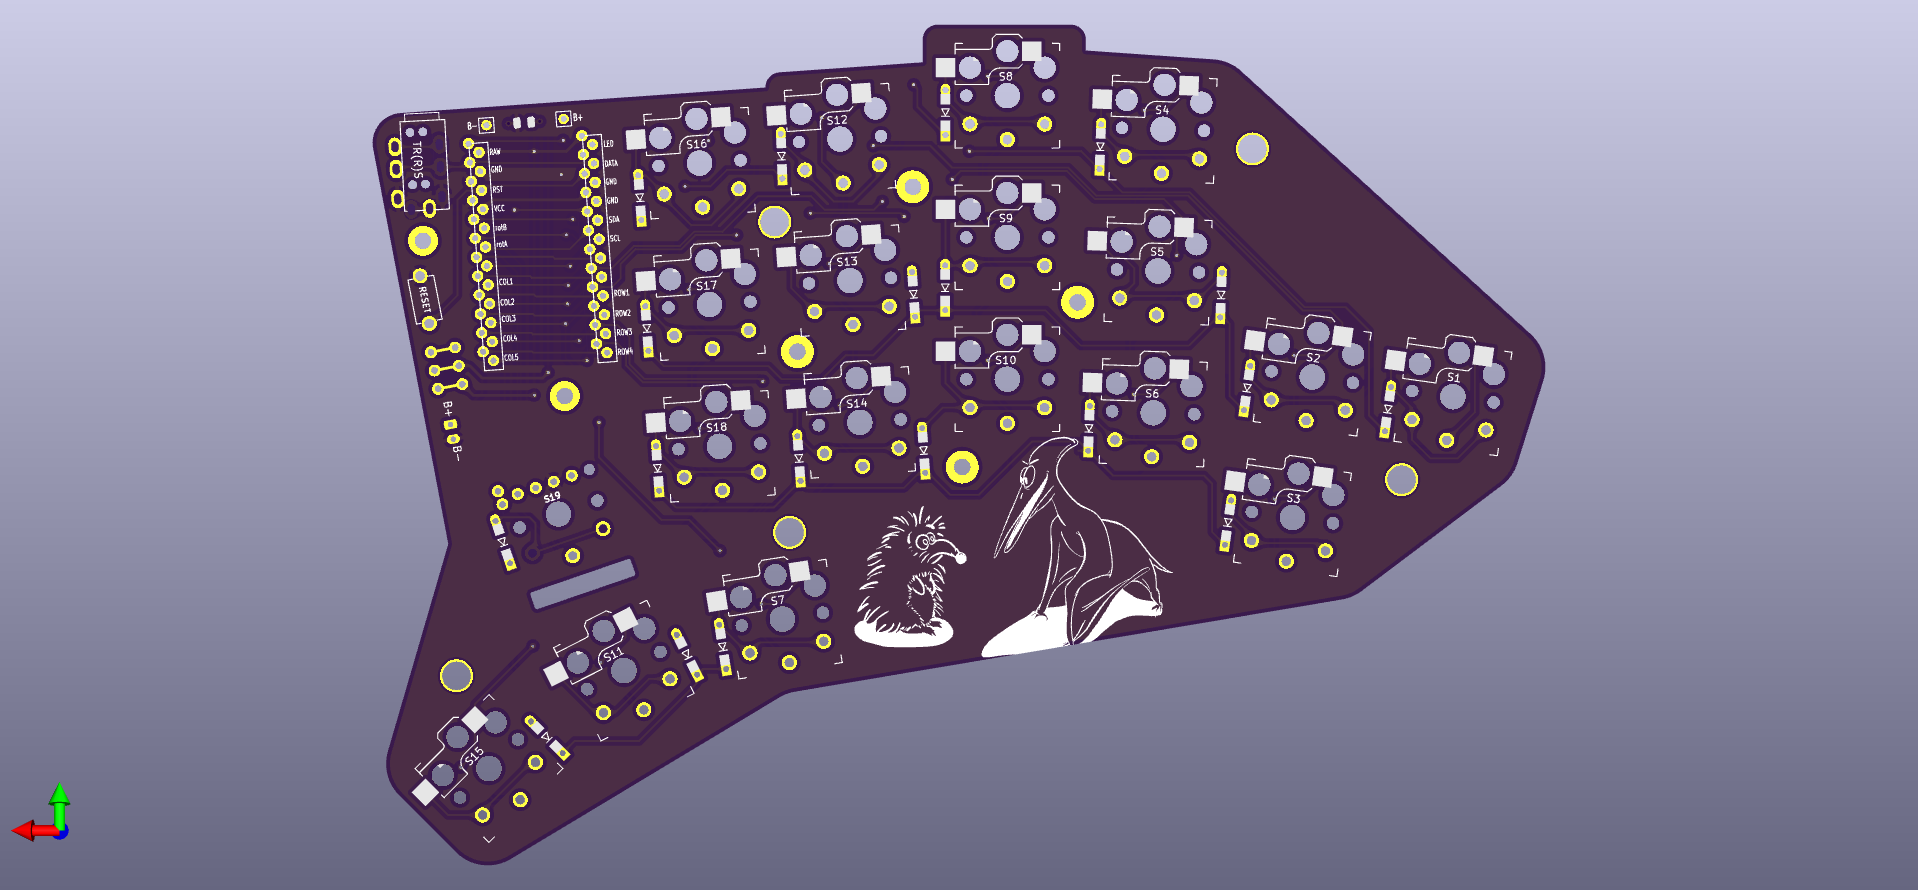 S8
S4
S12
S16
B-
B+
TR(R)S
RAW
GND
RST
VCC
rotB
rotA
COL1
COL2
COL3
COL4
COL5
LED
DATA
GND
GND
SDA
SCL
ROW1
ROW2
ROW3
ROW4
RESET
B+
B-
S9
S5
S13
S17
S10
S6
S2
S1
S14
S18
S3
S19
S7
S11
S15